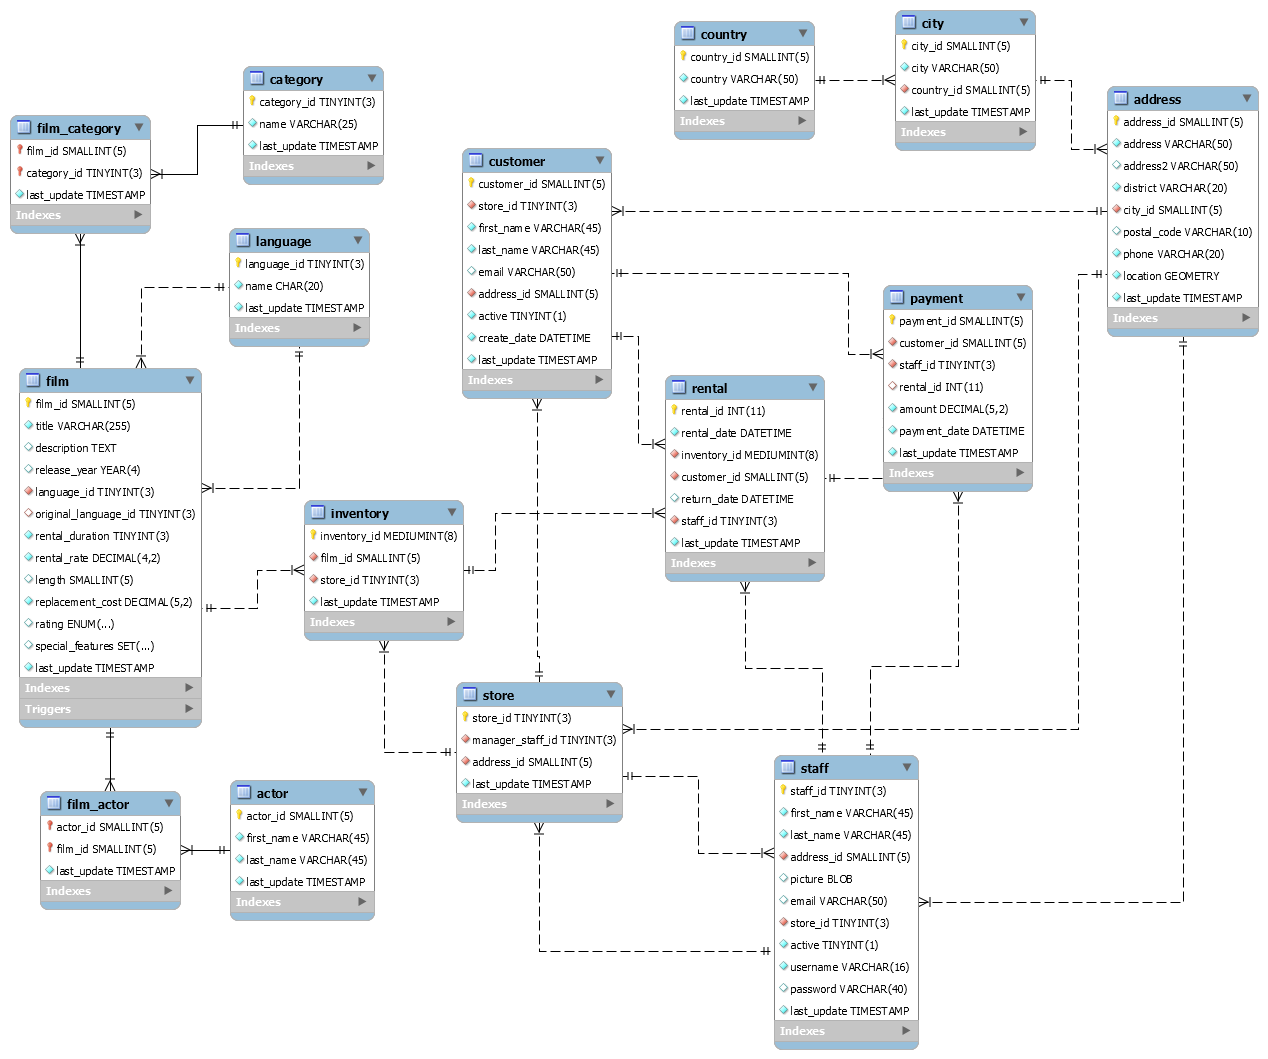 country
country_id SMALLINT(5)
country VARCHAR(50)
last_update TIMESTAMP
Indexes
city
city_id SMALLINT(5)
city VARCHAR(50)
country_id SMALLINT(5)
last_update TIMESTAMP
Indexes
category
category_id TINYINT(3)
name VARCHAR(25)
last_update TIMESTAMP
Indexes
address
address_id SMALLINT(5)
address VARCHAR(50)
address2 VARCHAR(50)
district VARCHAR(20)
city_id SMALLINT(5)
postal_code VARCHAR(10)
phone VARCHAR(20)
location GEOMETRY
last_update TIMESTAMP
Indexes
film_category
film_id SMALLINT(5)
category_id TINYINT(3)
last_update TIMESTAMP
Indexes
customer
customer_id SMALLINT(5)
store_id TINYINT(3)
first_name VARCHAR(45)
last_name VARCHAR(45)
email VARCHAR(50)
address_id SMALLINT(5)
active TINYINT(1)
create_date DATETIME
last_update TIMESTAMP
Indexes
language
language_id TINYINT(3)
name CHAR(20)
last_update TIMESTAMP
Indexes
payment
payment_id SMALLINT(5)
customer_id SMALLINT(5)
staff_id TINYINT(3)
rental_id INT(11)
amount DECIMAL(5,2)
payment_date DATETIME
last_update TIMESTAMP
Indexes
film
film_id SMALLINT(5)
title VARCHAR(255)
description TEXT
release_year YEAR(4)
language_id TINYINT(3)
original_language_id TINYINT(3)
rental_duration TINYINT(3)
rental_rate DECIMAL(4,2)
length SMALLINT(5)
replacement_cost DECIMAL(5,2)
rating ENUM(...)
special_features SET(...)
last_update TIMESTAMP
Indexes
Triggers
rental
rental_id INT(11)
rental_date DATETIME
inventory_id MEDIUMINT(8)
customer_id SMALLINT(5)
return_date DATETIME
staff_id TINYINT(3)
last_update TIMESTAMP
Indexes
inventory
inventory_id MEDIUMINT(8)
film_id SMALLINT(5)
store_id TINYINT(3)
last_update TIMESTAMP
Indexes
store
store_id TINYINT(3)
manager_staff_id TINYINT(3)
address_id SMALLINT(5)
last_update TIMESTAMP
Indexes
staff
staff_id TINYINT(3)
first_name VARCHAR(45)
last_name VARCHAR(45)
address_id SMALLINT(5)
picture BLOB
email VARCHAR(50)
store_id TINYINT(3)
active TINYINT(1)
username VARCHAR(16)
password VARCHAR(40)
last_update TIMESTAMP
Indexes
film_actor
actor_id SMALLINT(5)
film_id SMALLINT(5)
last_update TIMESTAMP
Indexes
actor
actor_id SMALLINT(5)
first_name VARCHAR(45)
last_name VARCHAR(45)
last_update TIMESTAMP
Indexes